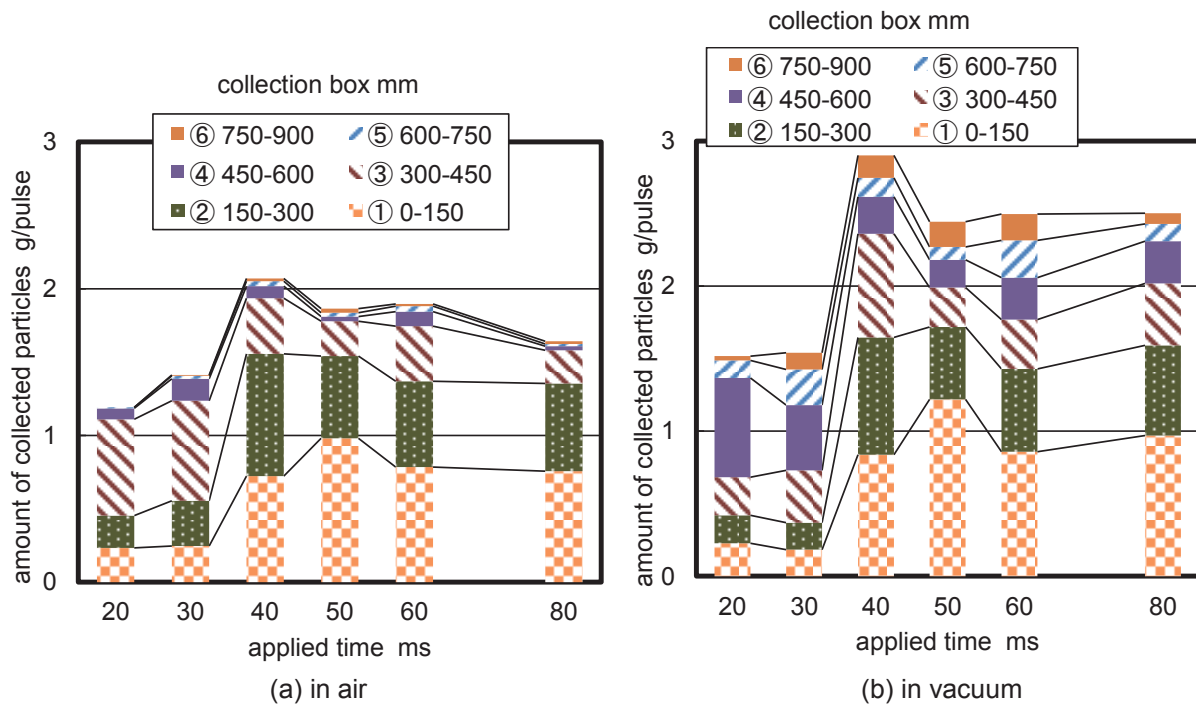 collection box mm
⑥ 750-900 ⑤ 600-750
④ 450-600 ③ 300-450
② 150-300 ① 0-150
amount of collected particles g/pulse
3
2
1
0
20 30 40 50 60 80
applied time ms
(a) in air
collection box mm
⑥ 750-900 ⑤ 600-750
④ 450-600 ③ 300-450
② 150-300 ① 0-150
amount of collected particles g/pulse
3
2
1
0
20 30 40 50 60 80
applied time ms
(b) in vacuum